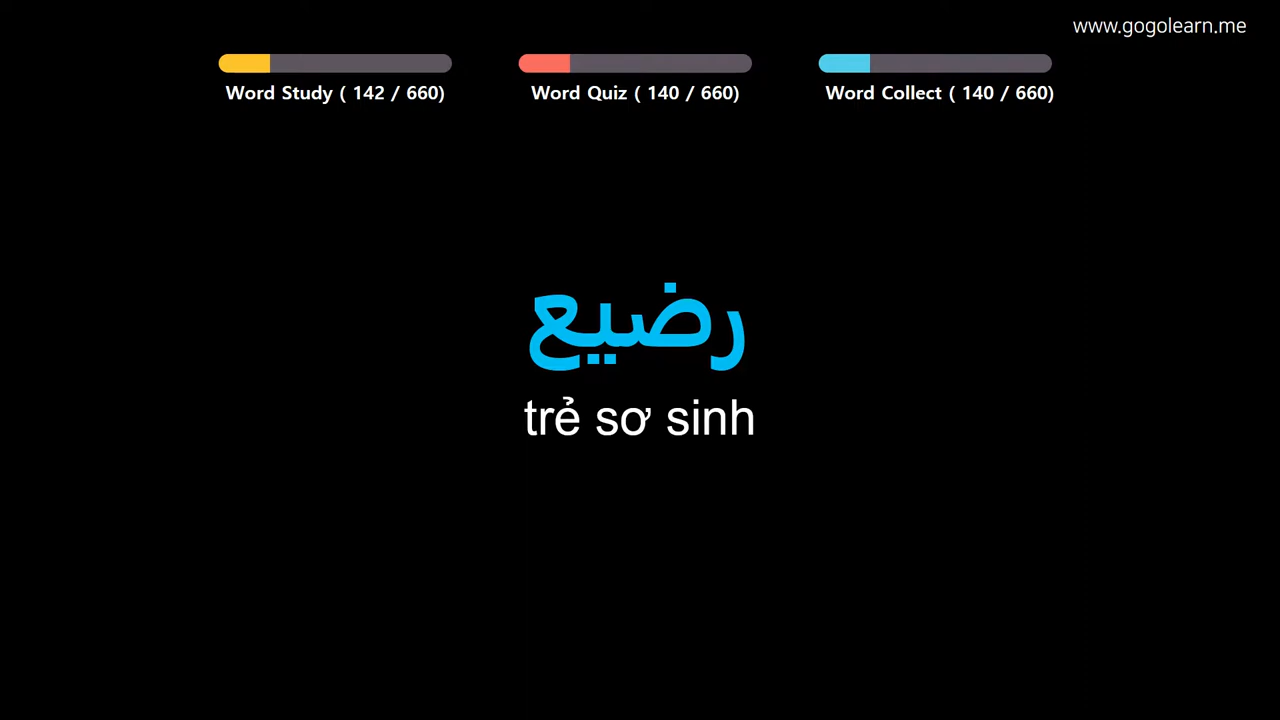 www.gogolearn.me
Word Study ( 142 / 660)
Word Quiz ( 140 / 660)
Word Collect ( 140 / 660)
رضيع
trẻ sơ sinh